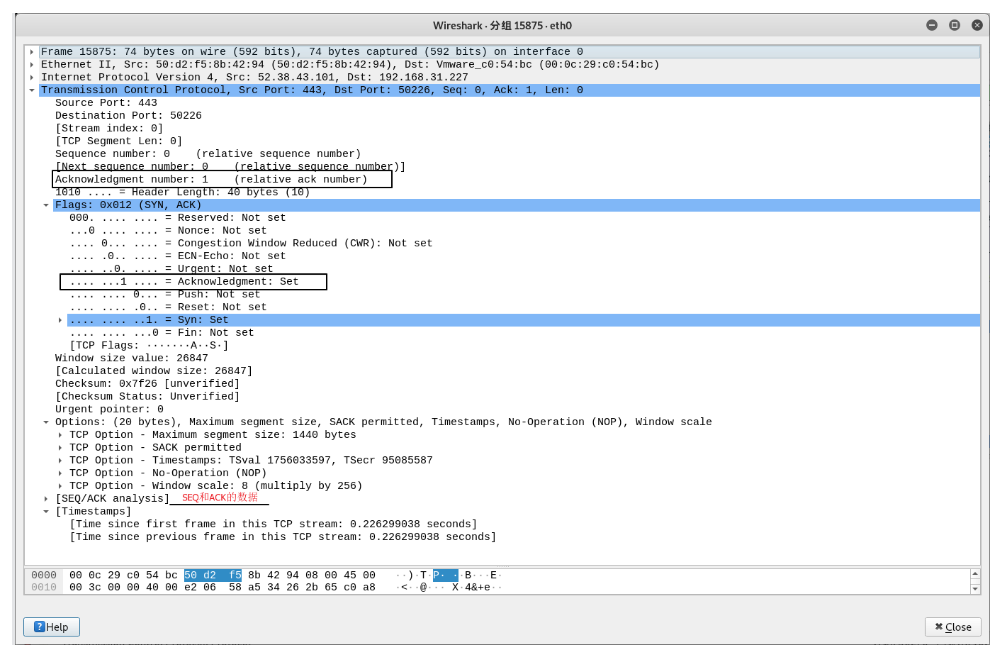 Wireshark · 分组 15875 · eth0
Frame 15875: 74 bytes on wire (592 bits), 74 bytes captured (592 bits) on interface 0
Ethernet II, Src: 50:d2:f5:8b:42:94 (50:d2:f5:8b:42:94), Dst: Vmware_c0:54:bc (00:0c:29:c0:54:bc)
Internet Protocol Version 4, Src: 52.38.43.101, Dst: 192.168.31.227
Transmission Control Protocol, Src Port: 443, Dst Port: 50226, Seq: 0, Ack: 1, Len: 0
Source Port: 443
Destination Port: 50226
[Stream index: 0]
[TCP Segment Len: 0]
Sequence number: 0    (relative sequence number)
[Next sequence number: 0    (relative sequence number)]
Acknowledgment number: 1    (relative ack number)
1010 .... = Header Length: 40 bytes (10)
Flags: 0x012 (SYN, ACK)
000. .... .... = Reserved: Not set
...0 .... .... = Nonce: Not set
.... 0... .... = Congestion Window Reduced (CWR): Not set
.... .0.. .... = ECN-Echo: Not set
.... ..0. .... = Urgent: Not set
.... ...1 .... = Acknowledgment: Set
.... .... 0... = Push: Not set
.... .... .0.. = Reset: Not set
.... .... ..1. = Syn: Set
.... .... ...0 = Fin: Not set
[TCP Flags: ·······A··S·]
Window size value: 26847
[Calculated window size: 26847]
Checksum: 0x7f26 [unverified]
[Checksum Status: Unverified]
Urgent pointer: 0
Options: (20 bytes), Maximum segment size, SACK permitted, Timestamps, No-Operation (NOP), Window scale
TCP Option - Maximum segment size: 1440 bytes
TCP Option - SACK permitted
TCP Option - Timestamps: TSval 1756033597, TSecr 95085587
TCP Option - No-Operation (NOP)
TCP Option - Window scale: 8 (multiply by 256)
[SEQ/ACK analysis] SEQ和ACK的数据
[Timestamps]
[Time since first frame in this TCP stream: 0.226299038 seconds]
[Time since previous frame in this TCP stream: 0.226299038 seconds]
0000 00 0c 29 c0 54 bc 50 d2 f5 8b 42 94 08 00 45 00 ··)·T·P· ··B···E·
0010 00 3c 00 00 40 00 e2 06 58 a5 34 26 2b 65 c0 a8 ·<··@··· X·4&+e··
Help
Close